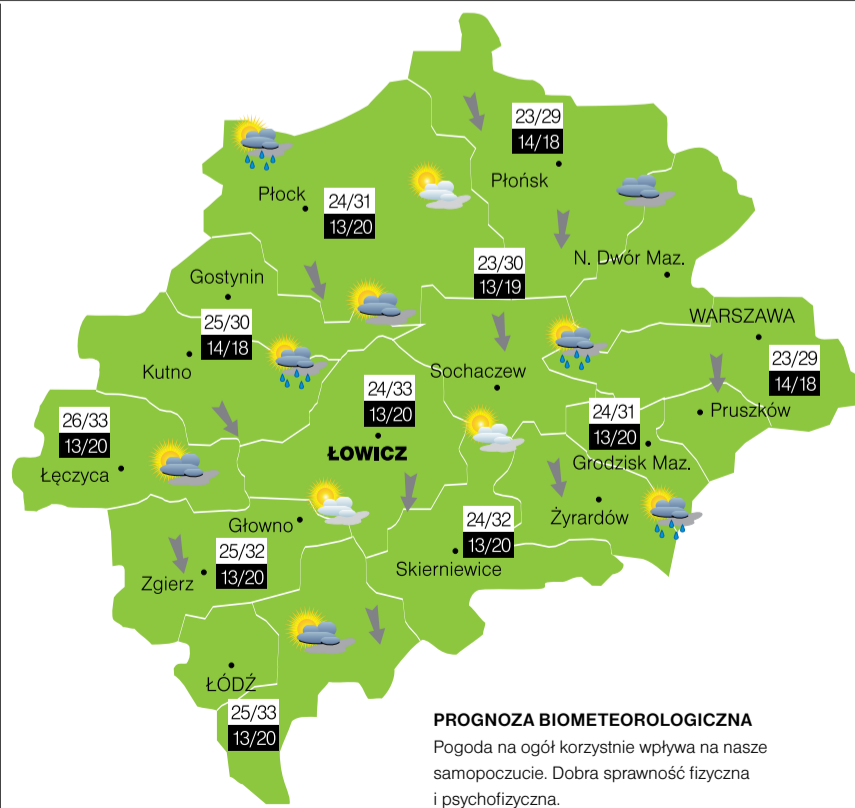 23/29
14/18
Płońsk
Płock
24/31
13/20
N. Dwór Maz.
23/30
13/19
Gostynin
25/30
14/18
Kutno
WARSZAWA
23/29
14/18
Sochaczew
24/33
13/20
ŁOWICZ
24/31
13/20
Pruszków
Grodzisk Maz.
26/33
13/20
Łęczyca
Głowno
24/32
13/20
Żyrardów
Skierniewice
25/32
13/20
Zgierz
ŁÓDŹ
25/33
13/20
PROGNOZA BIOMETEOROLOGICZNA
Pogoda na ogół korzystnie wpływa na nasze
samopoczucie. Dobra sprawność fizyczna
i psychofizyczna.